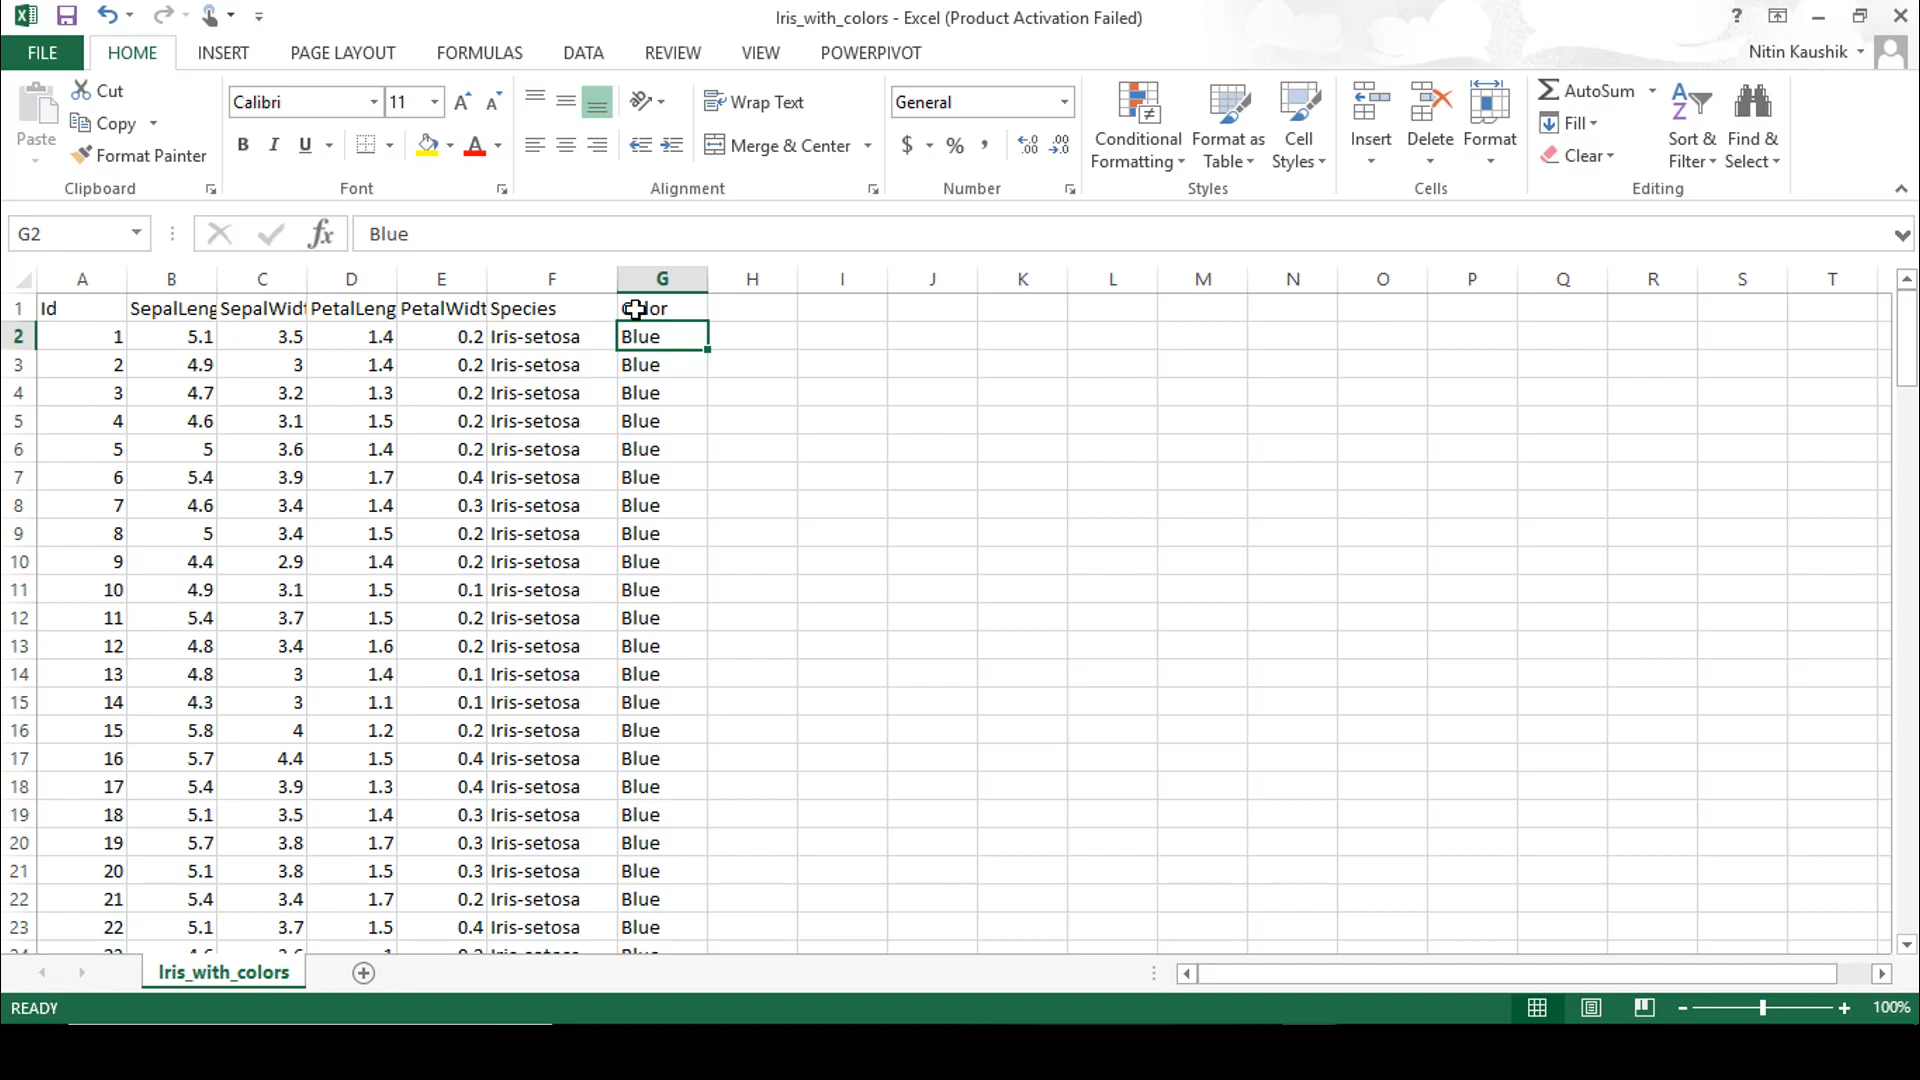 Iris_with_colors - Excel (Product Activation Failed)
?
FILE HOME INSERT PAGE LAYOUT FORMULAS DATA REVIEW VIEW POWERPIVOT Nitin Kaushik
Paste
Cut
Copy
Format Painter
Clipboard
Calibri 11
B I U
Font
Wrap Text
Merge & Center
Alignment
General
$ % ,
Number
Conditional Formatting
Format as Table
Cell Styles
Styles
Insert
Delete
Format
Cells
AutoSum
Fill
Clear
Sort & Filter
Find & Select
Editing
G2 fx Blue
A B C D E F G H I J K L M N O P Q R S T
1 Id SepalLeng SepalWidt PetalLeng PetalWidt Species Color
2 1 5.1 3.5 1.4 0.2 Iris-setosa Blue
3 2 4.9 3 1.4 0.2 Iris-setosa Blue
4 3 4.7 3.2 1.3 0.2 Iris-setosa Blue
5 4 4.6 3.1 1.5 0.2 Iris-setosa Blue
6 5 5 3.6 1.4 0.2 Iris-setosa Blue
7 6 5.4 3.9 1.7 0.4 Iris-setosa Blue
8 7 4.6 3.4 1.4 0.3 Iris-setosa Blue
9 8 5 3.4 1.5 0.2 Iris-setosa Blue
10 9 4.4 2.9 1.4 0.2 Iris-setosa Blue
11 10 4.9 3.1 1.5 0.1 Iris-setosa Blue
12 11 5.4 3.7 1.5 0.2 Iris-setosa Blue
13 12 4.8 3.4 1.6 0.2 Iris-setosa Blue
14 13 4.8 3 1.4 0.1 Iris-setosa Blue
15 14 4.3 3 1.1 0.1 Iris-setosa Blue
16 15 5.8 4 1.2 0.2 Iris-setosa Blue
17 16 5.7 4.4 1.5 0.4 Iris-setosa Blue
18 17 5.4 3.9 1.3 0.4 Iris-setosa Blue
19 18 5.1 3.5 1.4 0.3 Iris-setosa Blue
20 19 5.7 3.8 1.7 0.3 Iris-setosa Blue
21 20 5.1 3.8 1.5 0.3 Iris-setosa Blue
22 21 5.4 3.4 1.7 0.2 Iris-setosa Blue
23 22 5.1 3.7 1.5 0.4 Iris-setosa Blue
Iris_with_colors
READY 100%